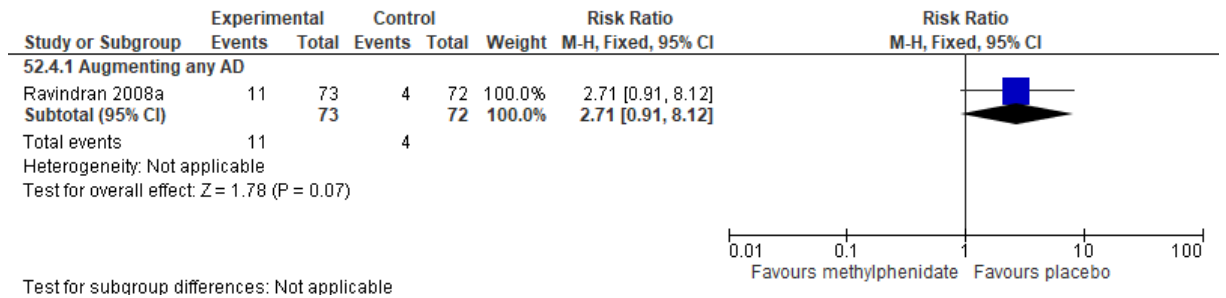 Experimental Control Risk Ratio Risk Ratio
Study or Subgroup Events Total Events Total Weight M-H, Fixed, 95% CI M-H, Fixed, 95% CI
52.4.1 Augmenting any AD
Ravindran 2008a 11 73 4 72 100.0% 2.71 [0.91, 8.12]
Subtotal (95% CI) 73 72 100.0% 2.71 [0.91, 8.12]
Total events 11 4
Heterogeneity: Not applicable
Test for overall effect: Z = 1.78 (P = 0.07)
0.01 0.1 1 10 100
Favours methylphenidate Favours placebo
Test for subgroup differences: Not applicable